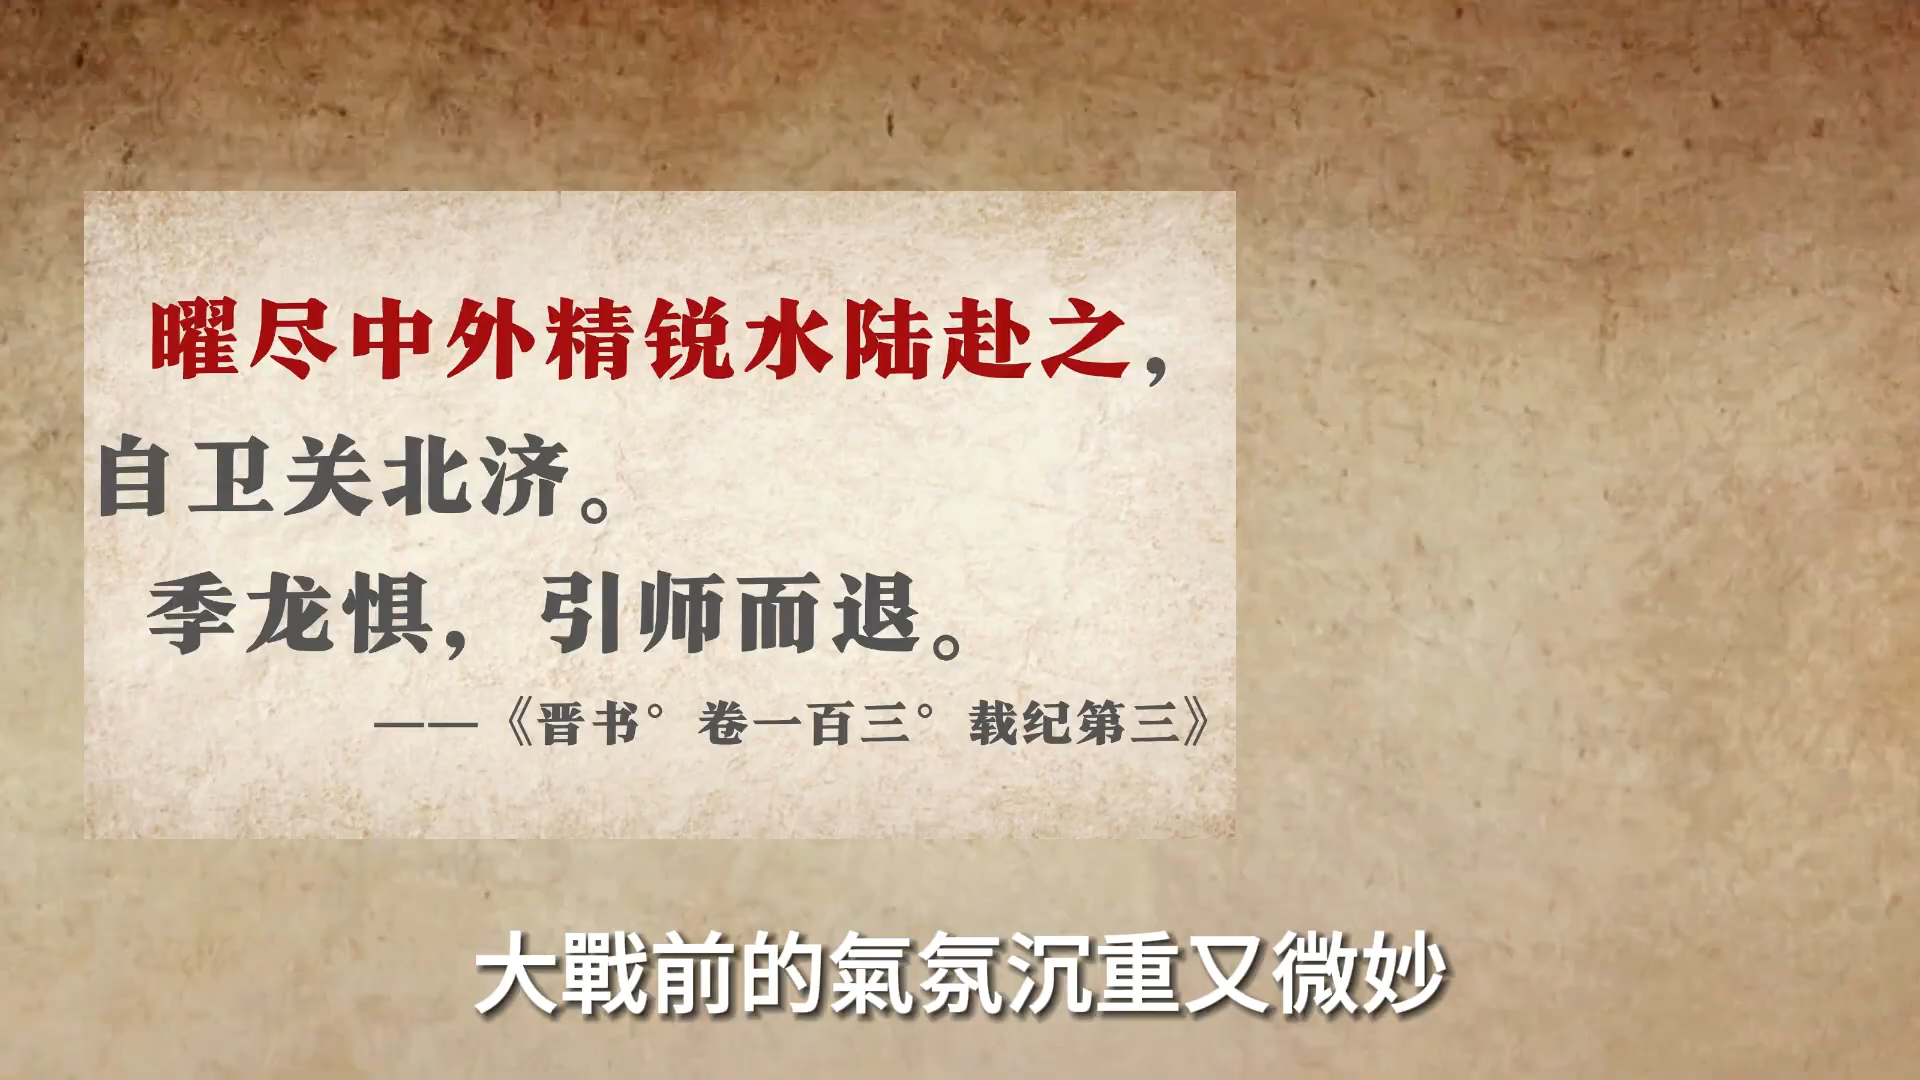 曜尽中外精锐水陆赴之，
自卫关北济。
季龙惧，引师而退。
——《晋书°卷一百三°载纪第三》
大戰前的氣氛沉重又微妙